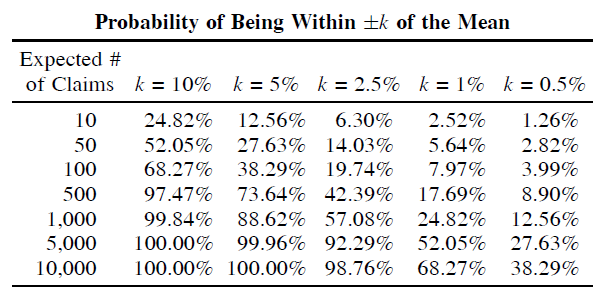 Probability of Being Within ±k of the Mean
Expected #
of Claims k = 10% k = 5% k = 2.5% k = 1% k = 0.5%
10 24.82% 12.56% 6.30% 2.52% 1.26%
50 52.05% 27.63% 14.03% 5.64% 2.82%
100 68.27% 38.29% 19.74% 7.97% 3.99%
500 97.47% 73.64% 42.39% 17.69% 8.90%
1,000 99.84% 88.62% 57.08% 24.82% 12.56%
5,000 100.00% 99.96% 92.29% 52.05% 27.63%
10,000 100.00% 100.00% 98.76% 68.27% 38.29%